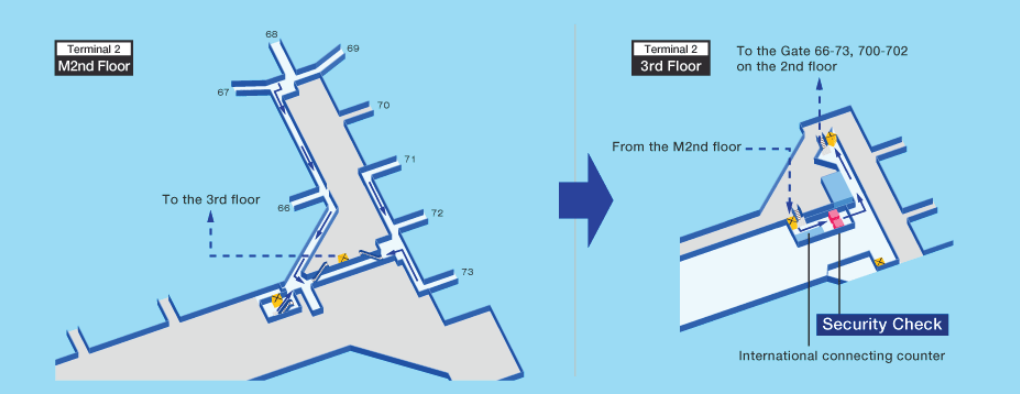 Terminal 2
M2nd Floor
68
69
67
70
71
66
72
73
To the 3rd floor
Terminal 2
3rd Floor
To the Gate 66-73, 700-702
on the 2nd floor
From the M2nd floor
Security Check
International connecting counter